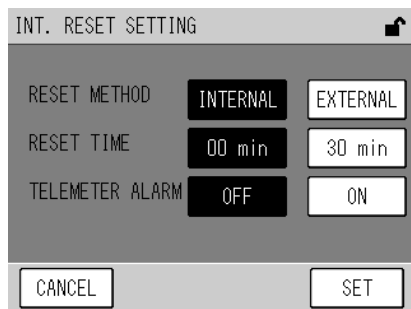 INT. RESET SETTING
RESET METHOD INTERNAL EXTERNAL
RESET TIME 00 min 30 min
TELEMETER ALARM OFF ON
CANCEL SET